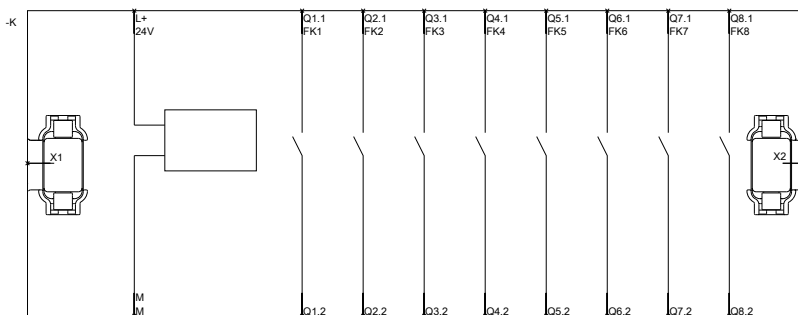 -K
L+ Q1.1 Q2.1 Q3.1 Q4.1 Q5.1 Q6.1 Q7.1 Q8.1
24V FK1 FK2 FK3 FK4 FK5 FK6 FK7 FK8
X1 X2
M
M Q1.2 Q2.2 Q3.2 Q4.2 Q5.2 Q6.2 Q7.2 Q8.2